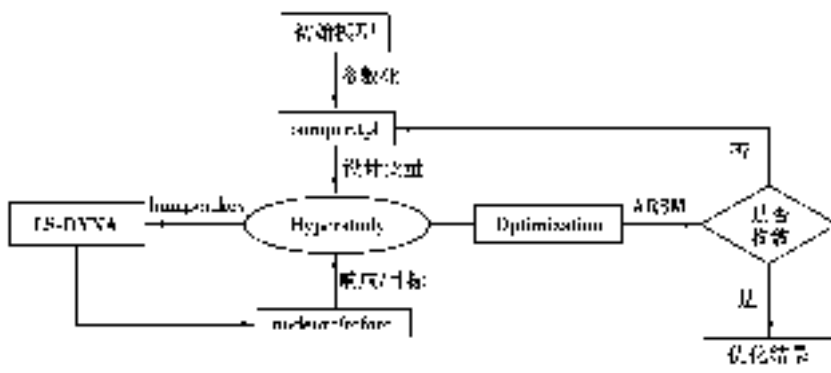 初始模型
参数化
否
设计变量
bumper.key
ARSM
LS-DYNA
Hyperstudy
Optimization
是否
收敛
响应/目标
是
优化结果